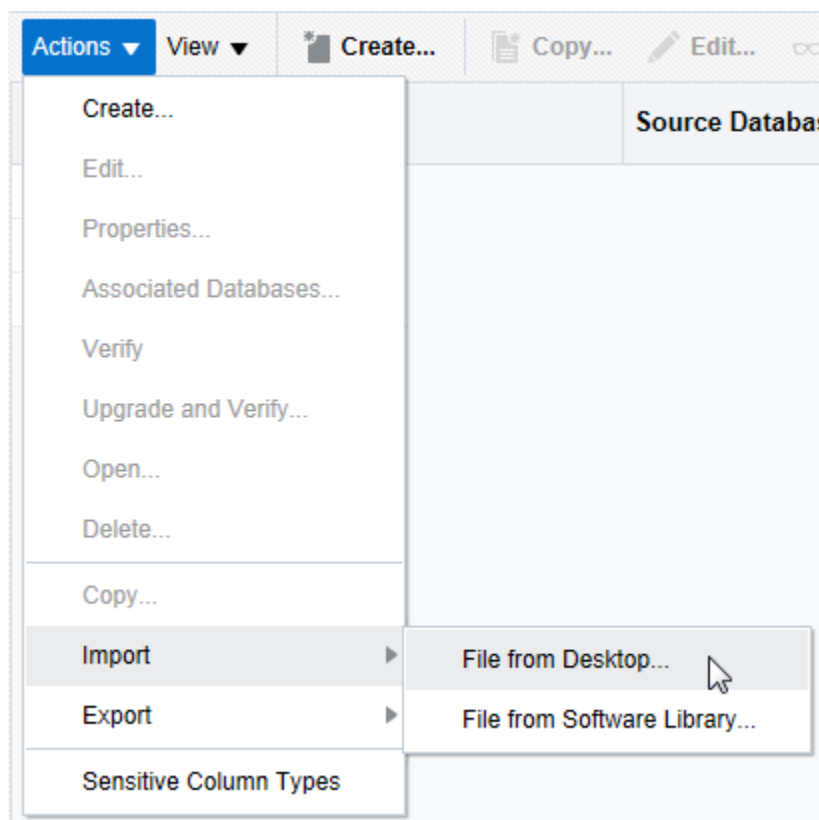 Actions View Create... Copy... Edit...
Source Databas
Create...
Edit...
Properties...
Associated Databases...
Verify
Upgrade and Verify...
Open...
Delete...
Copy...
Import
File from Desktop...
File from Software Library...
Export
Sensitive Column Types